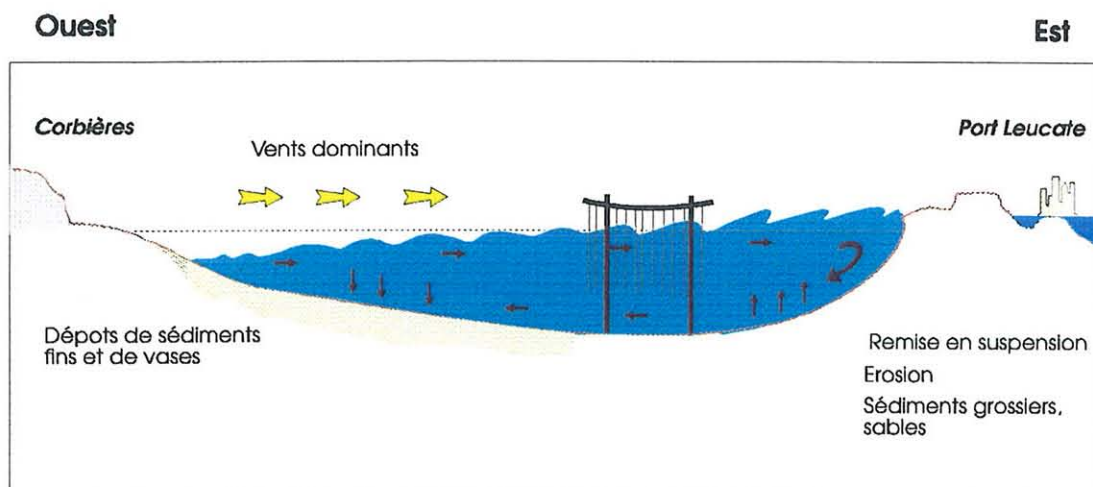 Ouest
Est
Corbières
Port Leucate
Vents dominants
Dépots de sédiments
fins et de vases
Remise en suspension
Erosion
Sédiments grossiers,
sables